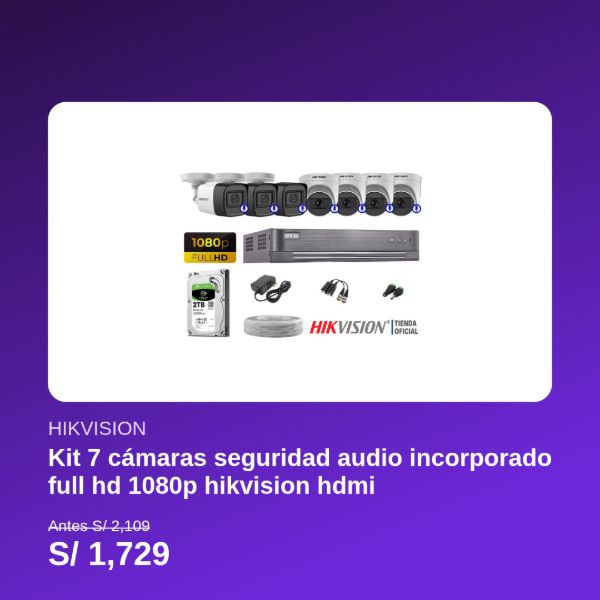 1080p
FULLHD
2TB
HIKVISION® TIENDA
OFICIAL
HIKVISION
Kit 7 cámaras seguridad audio incorporado
full hd 1080p hikvision hdmi
Antes S/ 2,109
S/ 1,729